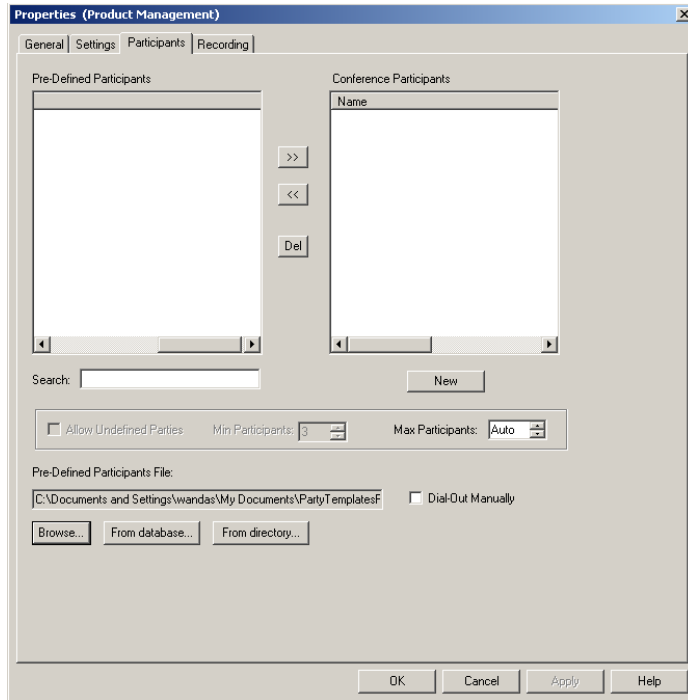 Properties (Product Management)
General Settings Participants Recording
Pre-Defined Participants Conference Participants
Name
>>
<<
Del
Search: New
Allow Undefined Parties Min Participants: 3 Max Participants: Auto
Pre-Defined Participants File:
C:\Documents and Settings\wandas\My Documents\PartyTemplatesF Dial-Out Manually
Browse... From database... From directory...
OK Cancel Apply Help